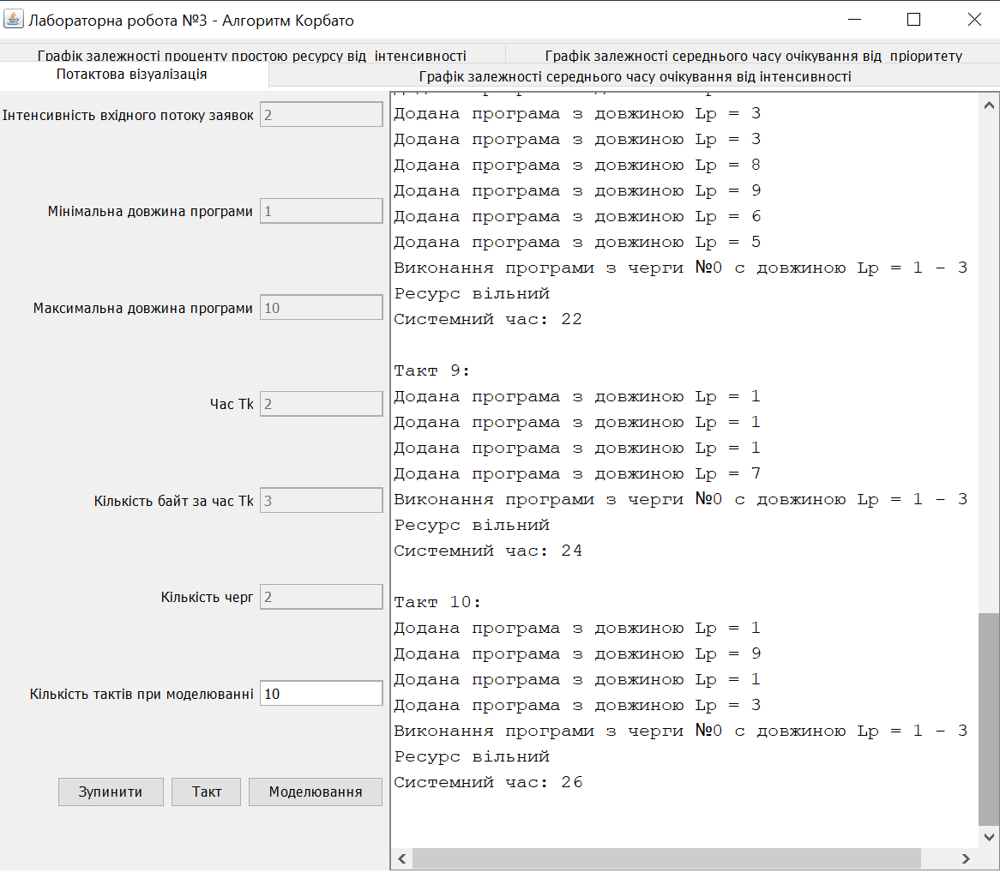 Лабораторна робота №3 - Алгоритм Корбато
Графік залежності проценту простою ресурсу від інтенсивності
Графік залежності середнього часу очікування від пріоритету
Потактова візуалізація
Графік залежності середнього часу очікування від інтенсивності
Інтенсивність вхідного потоку заявок 2
Мінімальна довжина програми 1
Максимальна довжина програми 10
Час Tk 2
Кількість байт за час Tk 3
Кількість черг 2
Кількість тактів при моделюванні 10
Зупинити
Такт
Моделювання
Додана програма з довжиною Lp = 3
Додана програма з довжиною Lp = 3
Додана програма з довжиною Lp = 8
Додана програма з довжиною Lp = 9
Додана програма з довжиною Lp = 6
Додана програма з довжиною Lp = 5
Виконання програми з черги №0 с довжиною Lp = 1 - 3
Ресурс вільний
Системний час: 22
Такт 9:
Додана програма з довжиною Lp = 1
Додана програма з довжиною Lp = 1
Додана програма з довжиною Lp = 1
Додана програма з довжиною Lp = 7
Виконання програми з черги №0 с довжиною Lp = 1 - 3
Ресурс вільний
Системний час: 24
Такт 10:
Додана програма з довжиною Lp = 1
Додана програма з довжиною Lp = 9
Додана програма з довжиною Lp = 1
Додана програма з довжиною Lp = 3
Виконання програми з черги №0 с довжиною Lp = 1 - 3
Ресурс вільний
Системний час: 26